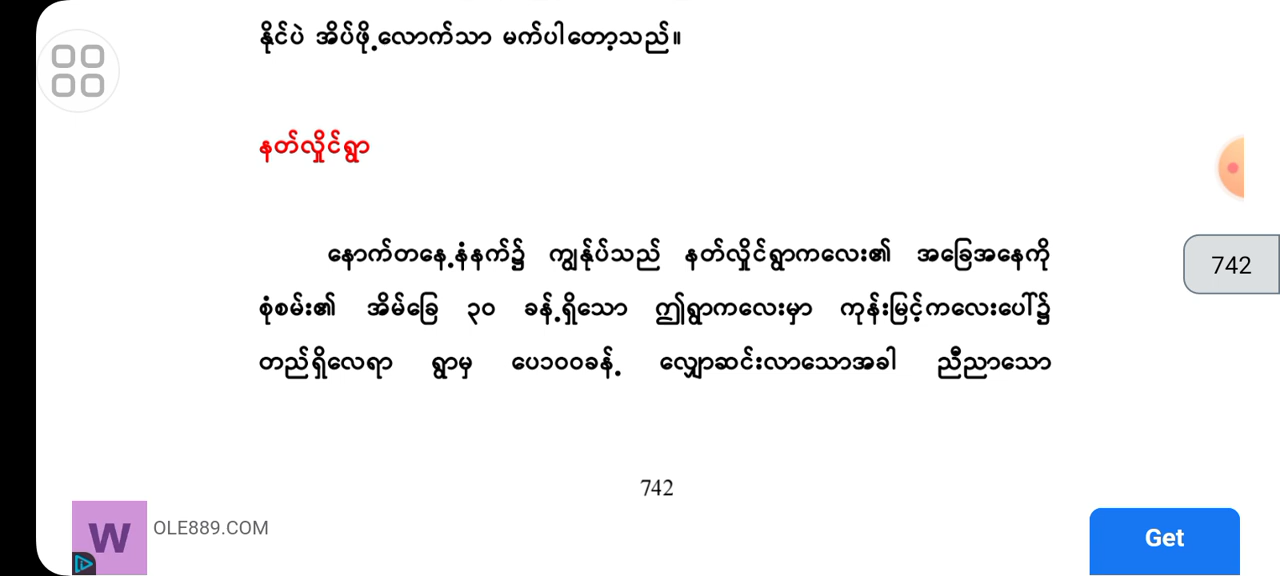 နိုင်ပဲ အိပ်ဖို့လောက်သာ မက်ပါတော့သည်။
နတ်လှိုင်ရွာ
နောက်တနေ့နံနက်၌ ကျွန်ုပ်သည် နတ်လှိုင်ရွာကလေး၏ အခြေအနေကို
742
စုံစမ်း၏ အိမ်ခြေ ၃၀ ခန့်ရှိသော ဤရွာကလေးမှာ ကုန်းမြင့်ကလေးပေါ်၌
တည်ရှိလေရာ ရွာမှ ပေ၁၀၀ခန့် လျှောဆင်းလာသောအခါ ညီညာသော
742
W
OLE889.COM
Get